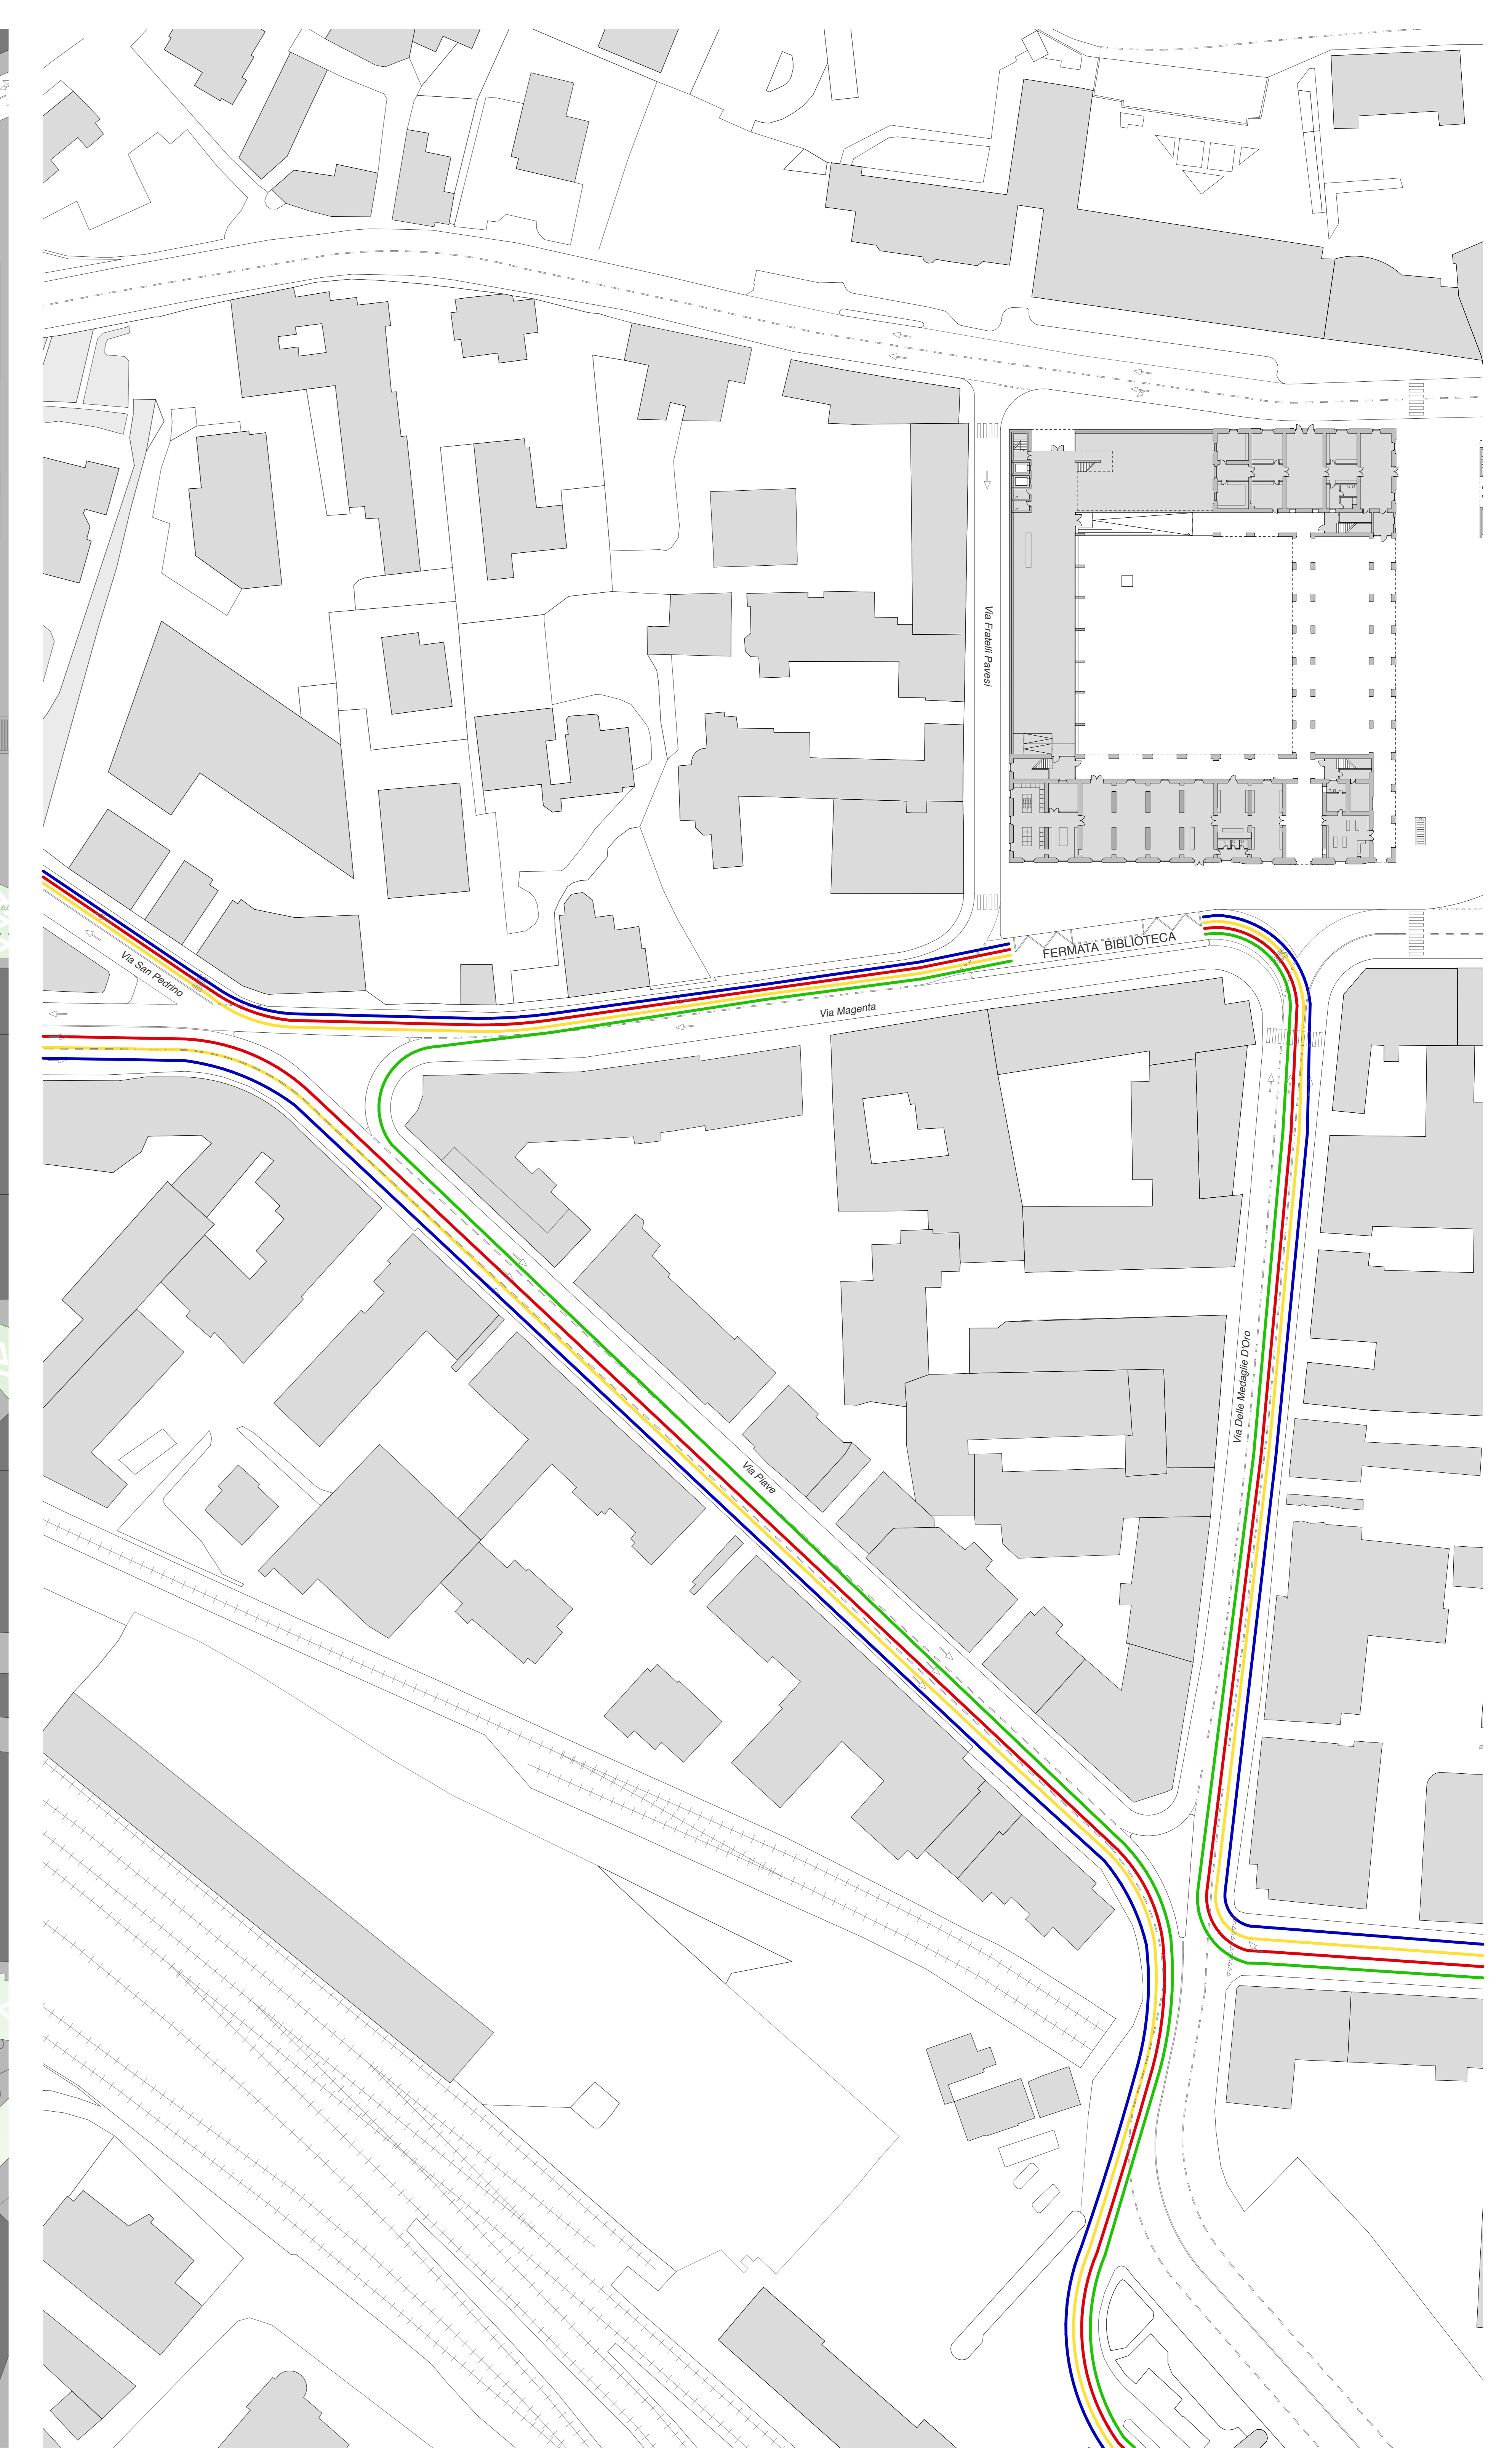 Via Fratelli Pavesi
FERMATA BIBLIOTECA
Via San Pedrino
Via Magenta
Via Delle Medaglie D'Oro
Via Piave